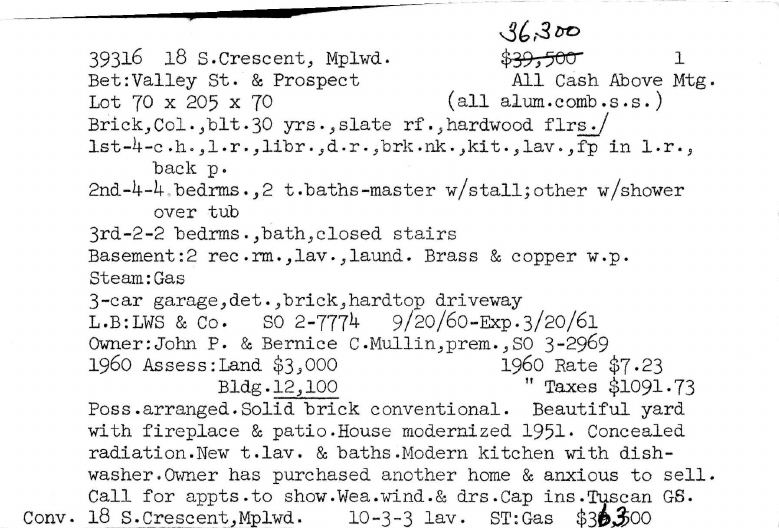 36,300
39316 18 S.Crescent, Mplwd. $39,500 1
Bet:Valley St. & Prospect All Cash Above Mtg.
Lot 70 x 205 x 70 (all alum.comb.s.s.)
Brick,Col.,blt.30 yrs.,slate rf.,hardwood flrs./
1st-4-c.h.,l.r.,libr.,d.r.,brk.nk.,kit.,lav.,fp in l.r.,
back p.
2nd-4-4 bedrms.,2 t.baths-master w/stall;other w/shower
over tub
3rd-2-2 bedrms.,bath,closed stairs
Basement:2 rec.rm.,lav.,laund. Brass & copper w.p.
Steam:Gas
3-car garage,det.,brick,hardtop driveway
L.B:LWS & Co. SO 2-7774 9/20/60-Exp.3/20/61
Owner:John P. & Bernice C.Mullin,prem.,SO 3-2969
1960 Assess:Land $3,000 1960 Rate $7.23
Bldg.12,100 " Taxes $1091.73
Poss.arranged.Solid brick conventional. Beautiful yard
with fireplace & patio.House modernized 1951. Concealed
radiation.New t.lav. & baths.Modern kitchen with dish-
washer.Owner has purchased another home & anxious to sell.
Call for appts.to show.Wea.wind.& drs.Cap ins.Tuscan GS.
Conv. 18 S.Crescent,Mplwd. 10-3-3 lav. ST:Gas $36,300